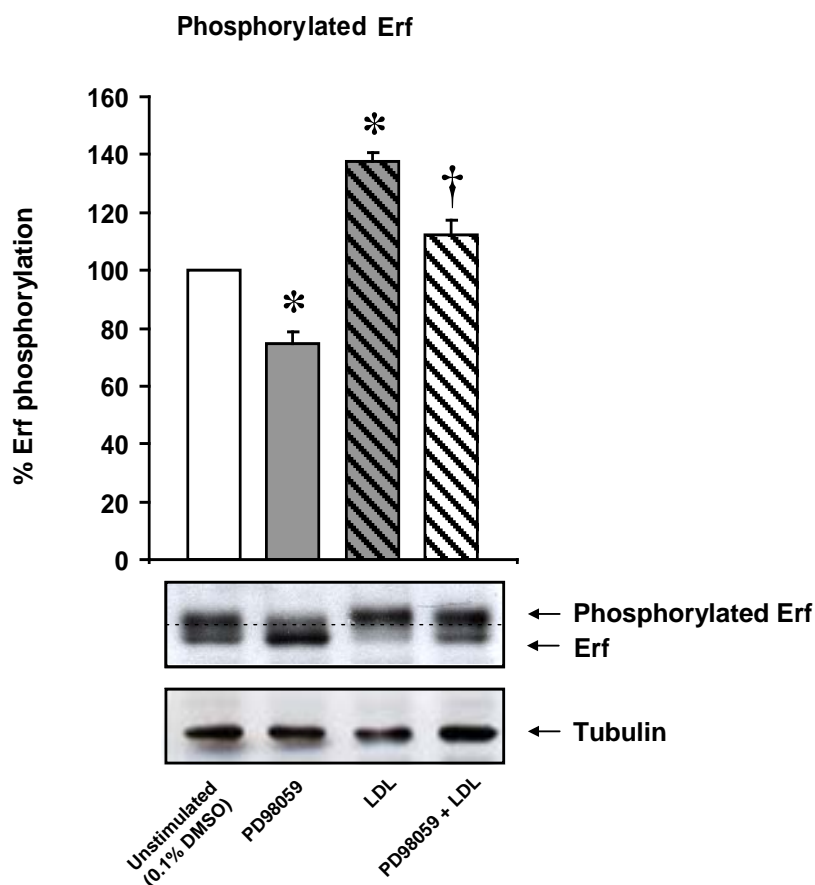 Phosphorylated Erf
160
140
120
100
80
60
40
20
0
% Erf phosphorylation
*
*
†
Phosphorylated Erf
Erf
Tubulin
Unstimulated
(0.1% DMSO)
PD98059
LDL
PD98059 + LDL